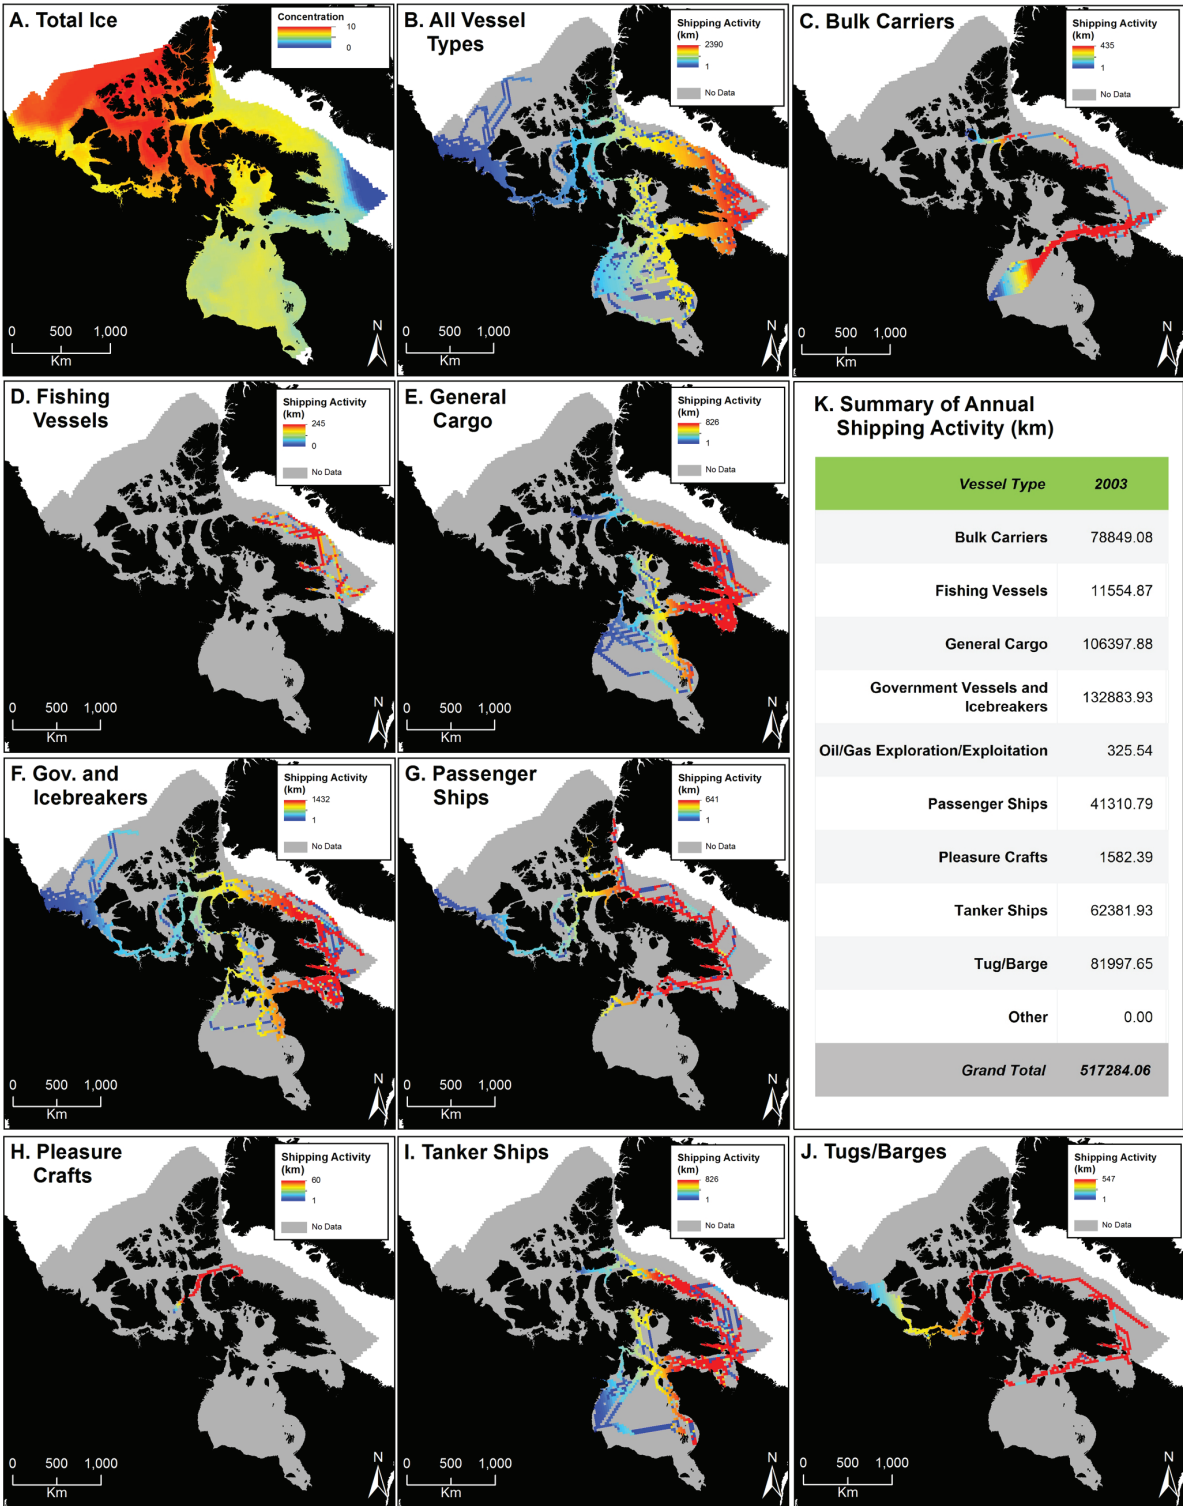 A. Total Ice
Concentration
10
0
0 500 1,000
Km
N
B. All Vessel
Types
Shipping Activity
(km)
2390
1
No Data
0 500 1,000
Km
N
C. Bulk Carriers
Shipping Activity
(km)
435
1
No Data
0 500 1,000
Km
N
D. Fishing
Vessels
Shipping Activity
(km)
245
0
No Data
0 500 1,000
Km
N
E. General
Cargo
Shipping Activity
(km)
826
1
No Data
0 500 1,000
Km
N
K. Summary of Annual
Shipping Activity (km)
Vessel Type 2003
Bulk Carriers 78849.08
Fishing Vessels 11554.87
General Cargo 106397.88
Government Vessels and
Icebreakers 132883.93
Oil/Gas Exploration/Exploitation 325.54
Passenger Ships 41310.79
Pleasure Crafts 1582.39
Tanker Ships 62381.93
Tug/Barge 81997.65
Other 0.00
Grand Total 517284.06
F. Gov. and
Icebreakers
Shipping Activity
(km)
1432
1
No Data
0 500 1,000
Km
N
G. Passenger
Ships
Shipping Activity
(km)
641
1
No Data
0 500 1,000
Km
N
H. Pleasure
Crafts
Shipping Activity
(km)
60
1
No Data
0 500 1,000
Km
N
I. Tanker Ships
Shipping Activity
(km)
826
1
No Data
0 500 1,000
Km
N
J. Tugs/Barges
Shipping Activity
(km)
547
1
No Data
0 500 1,000
Km
N